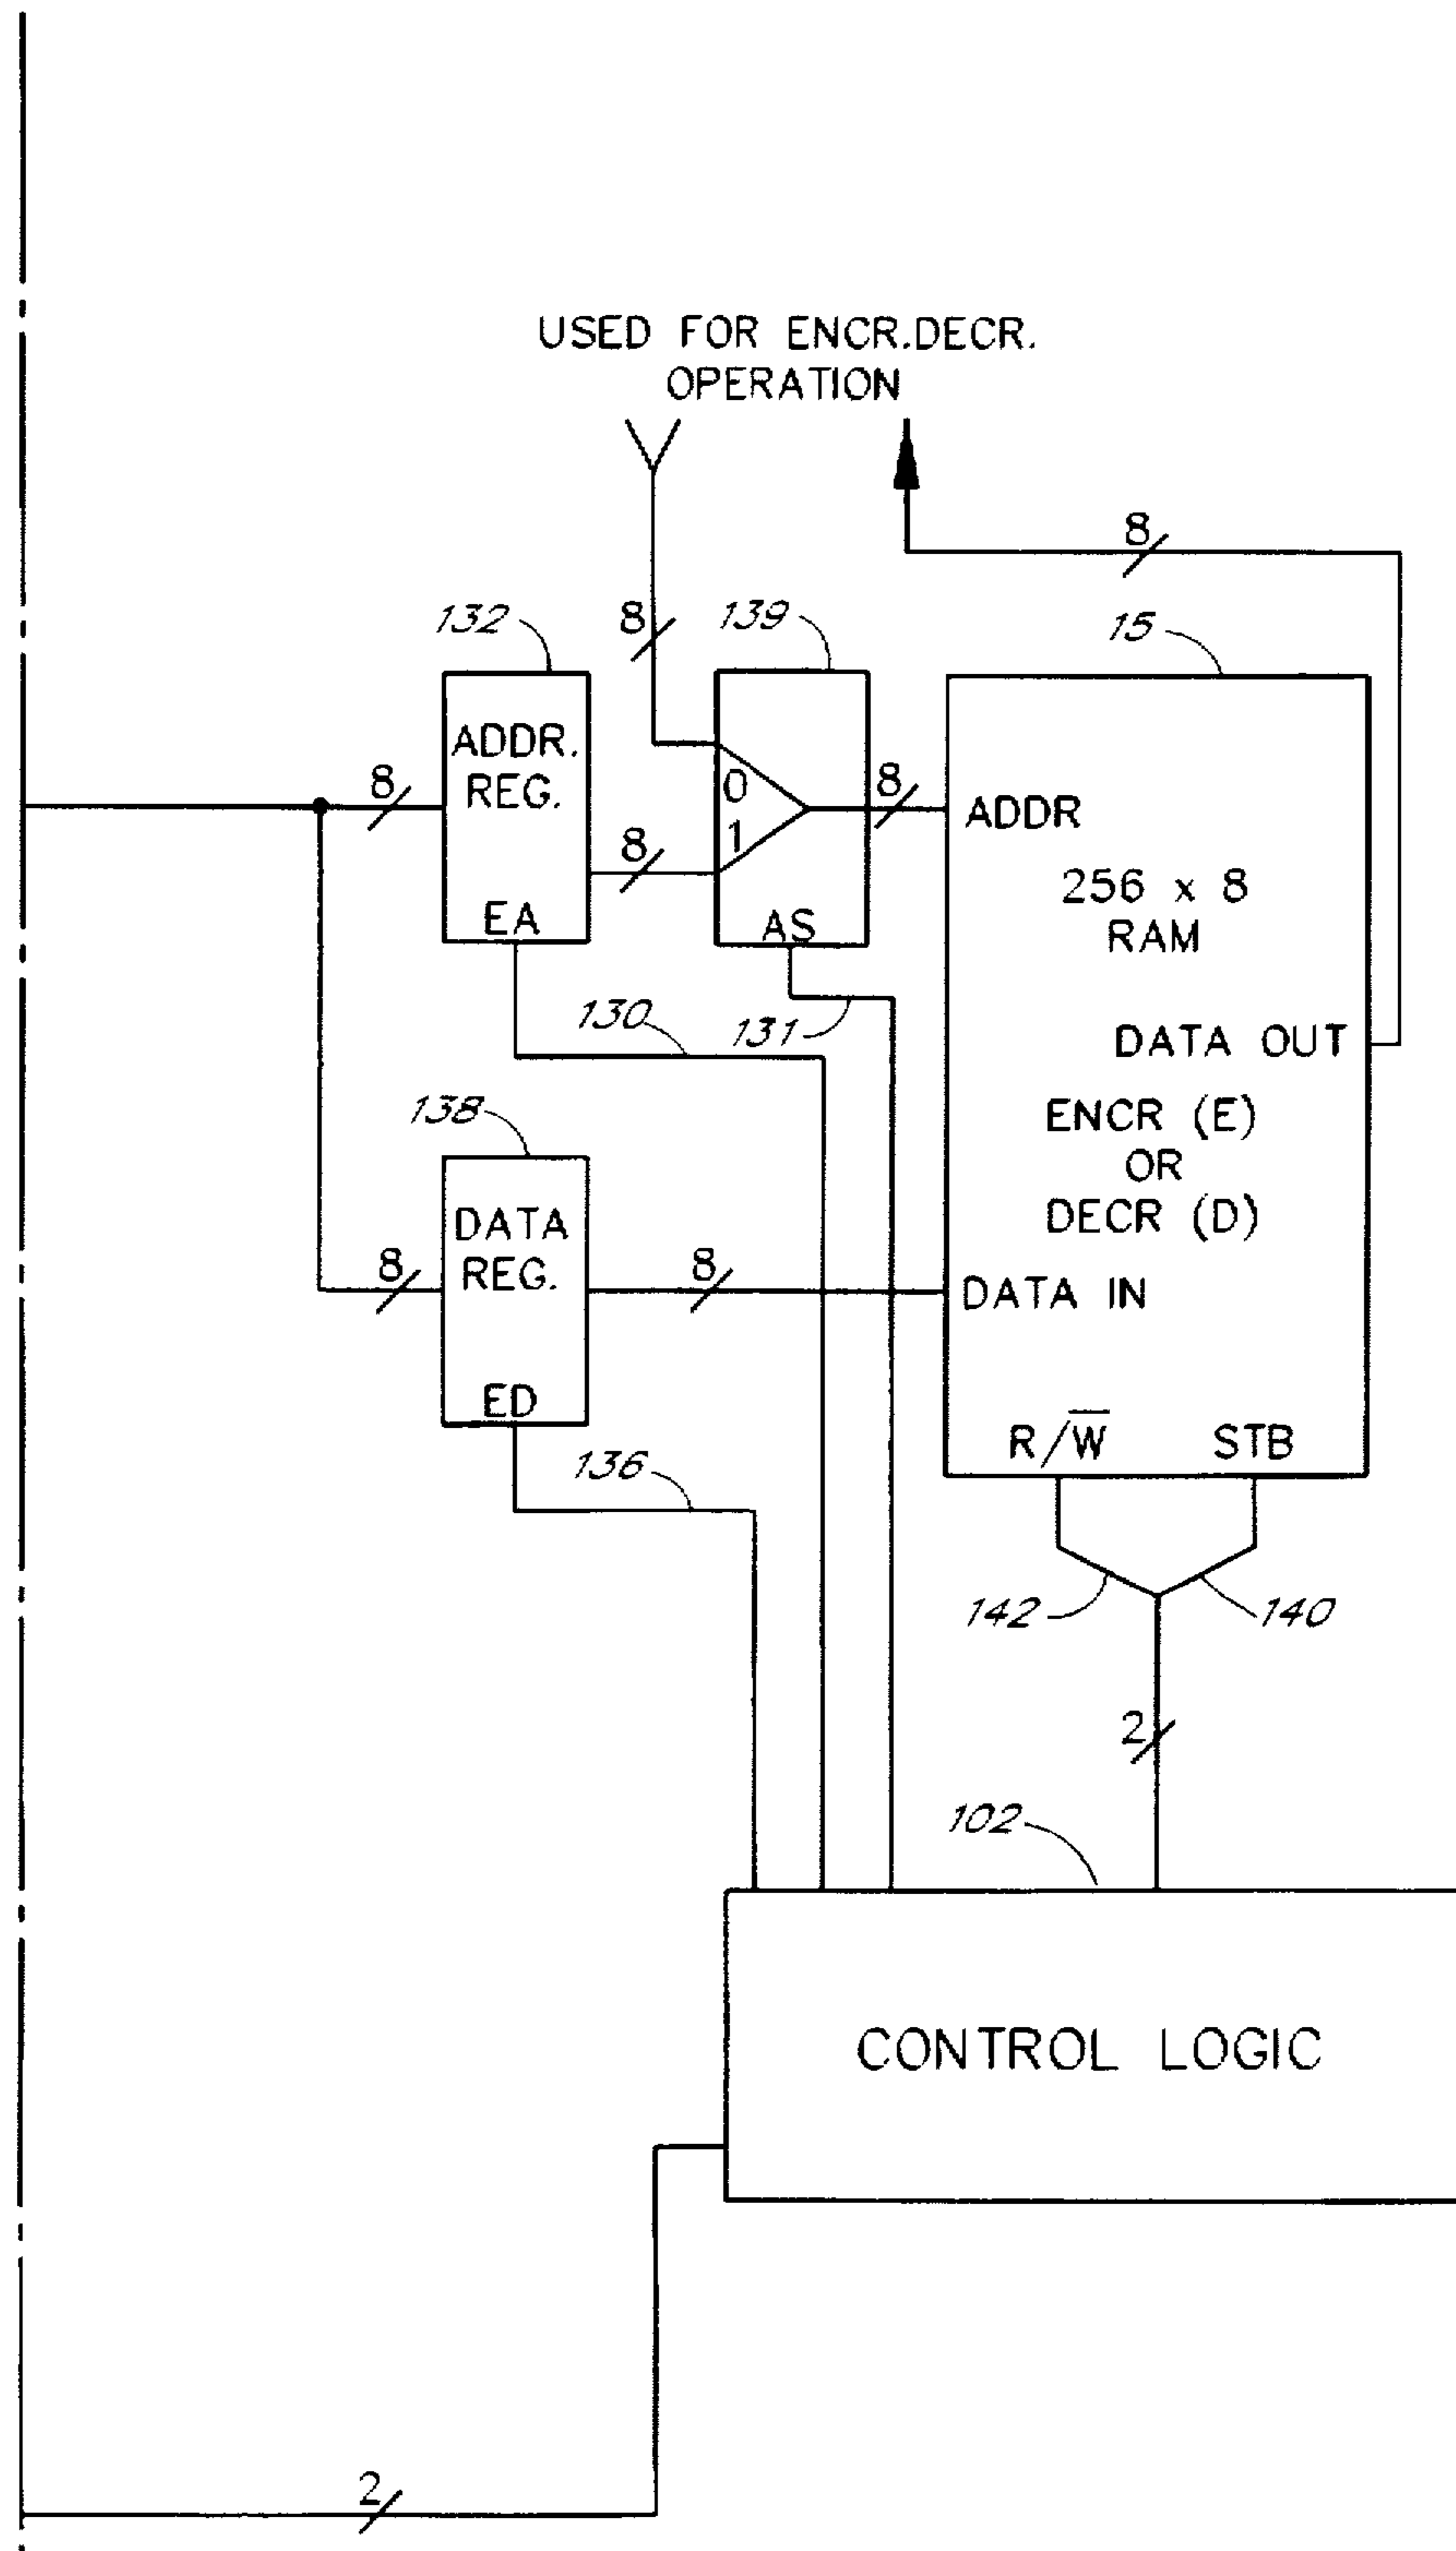 USED FOR ENCR.DECR.
OPERATION
8
132
8
139
15
ADDR.
REG.
8
0
1
8
8
ADDR
256 x 8
RAM
EA
AS
130
131
DATA OUT
138
ENCR (E)
OR
DECR (D)
DATA
REG.
8
8
DATA IN
ED
R/W̅
STB
136
142
140
2
102
CONTROL LOGIC
2